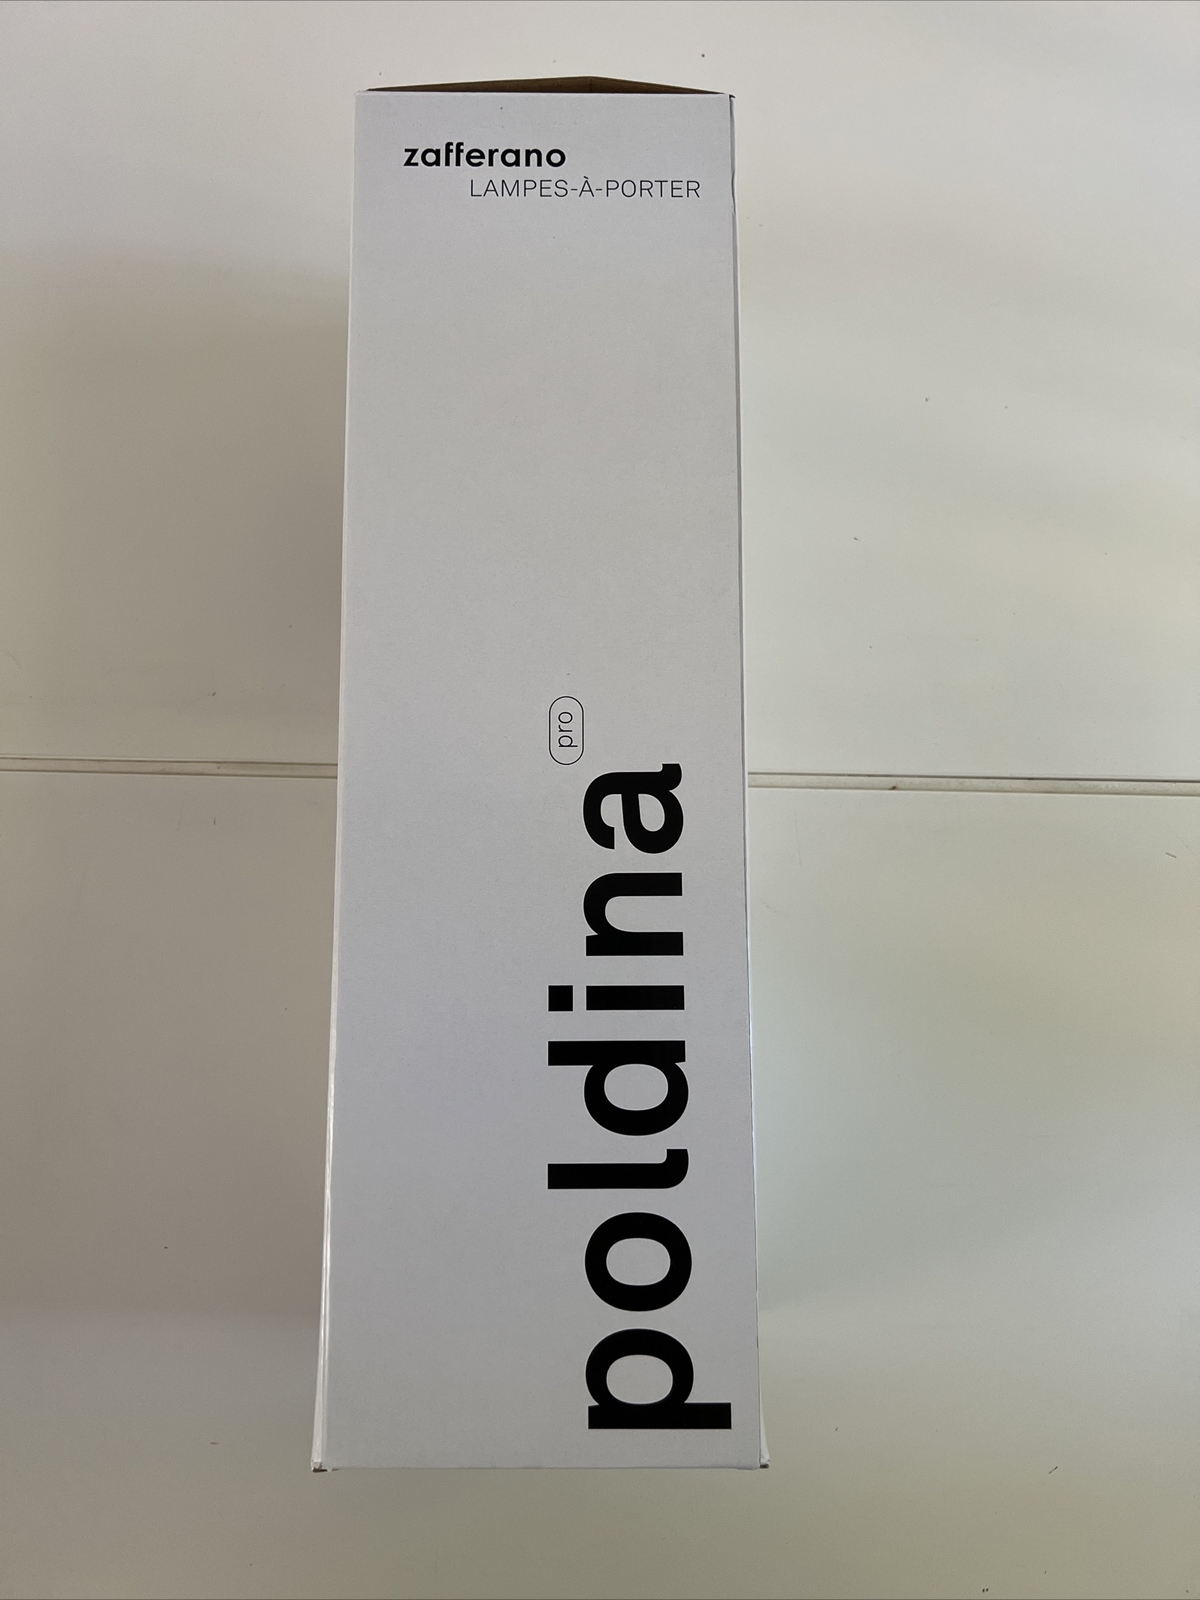 zafferano
LAMPES-À-PORTER
poldina
pro